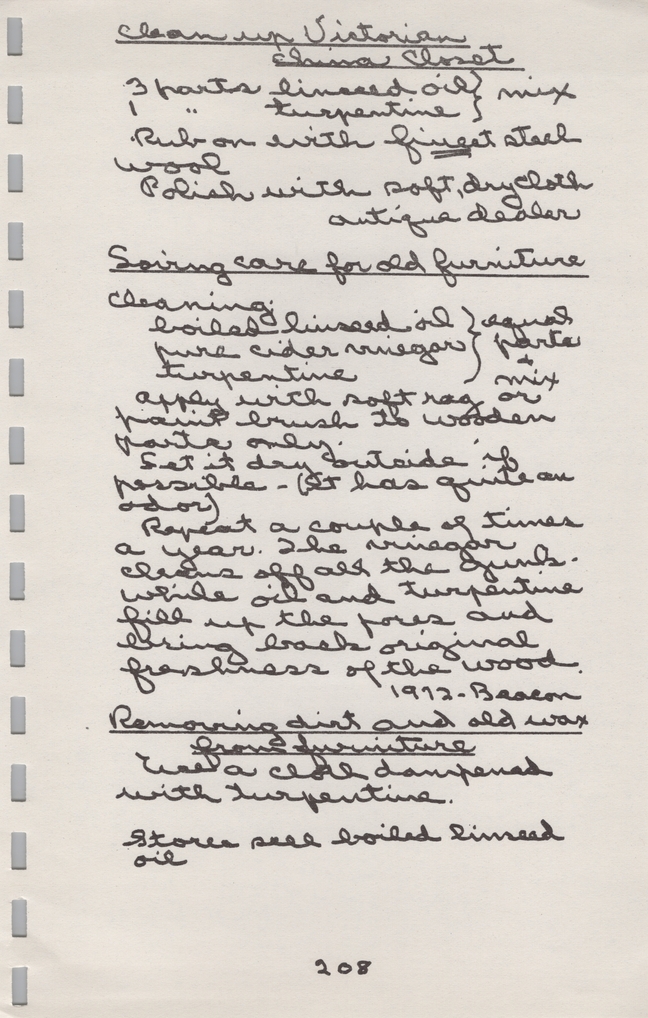 Clean up Victorian
China Closet
3 parts linseed oil } mix
1 " turpentine }
Rub on with finest steel
wool
Polish with soft, dry cloth
antique dealer
Spring care for old furniture
Cleaning
boiled linseed oil } equal
pure cider vinegar } parts
turpentine } + mix
apply with soft rag or
paint brush to wooden
parts only.
Let it dry outside if
possible - (It has quite an
odor)
Repeat a couple of times
a year. The vinegar
cleans off all the gunk.
while oil and turpentine
fill up the pores and
bring back original
freshness of the wood.
1972 - Beacon
Removing dirt and old wax
from furniture
Use a cloth dampened
with turpentine.
Stores sell boiled linseed
oil
208